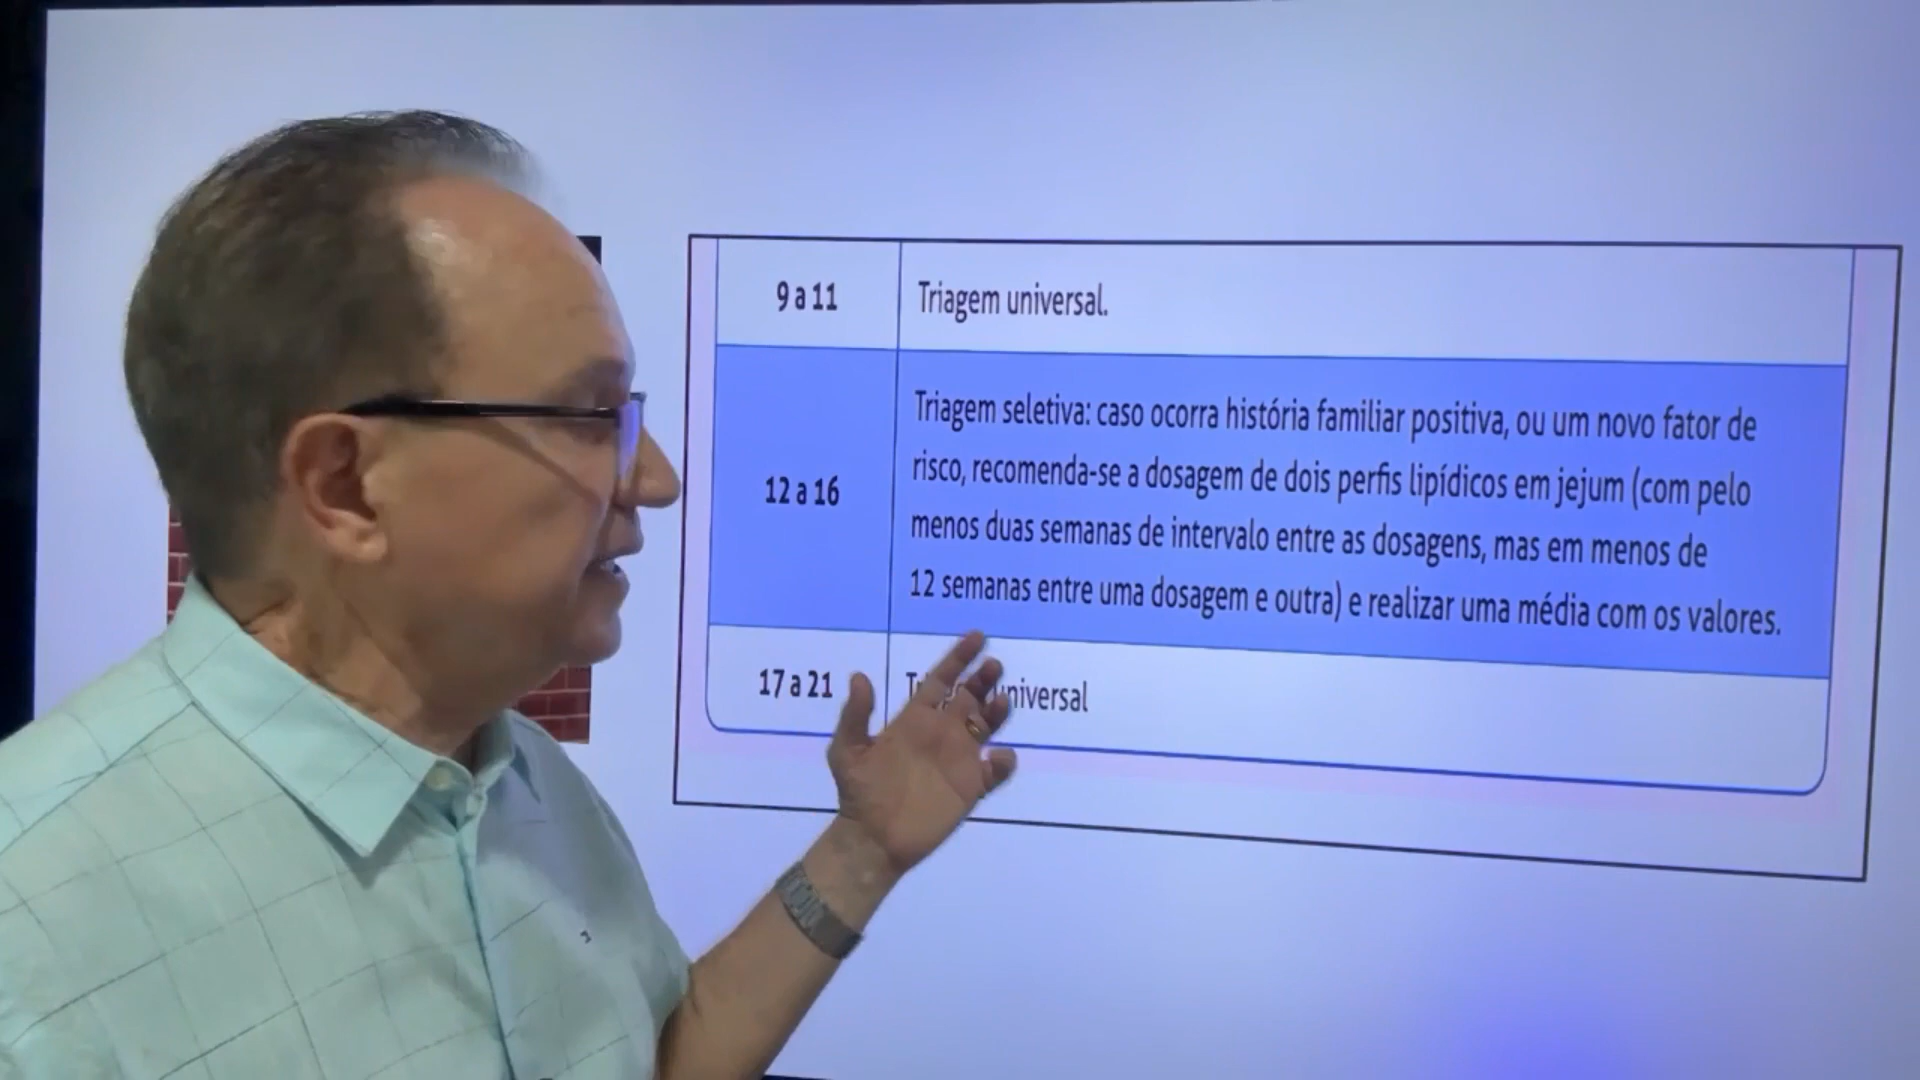 9 a 11
Triagem universal.
12 a 16
Triagem seletiva: caso ocorra história familiar positiva, ou um novo fator de
risco, recomenda-se a dosagem de dois perfis lipídicos em jejum (com pelo
menos duas semanas de intervalo entre as dosagens, mas em menos de
12 semanas entre uma dosagem e outra) e realizar uma média com os valores.
17 a 21
Triagem universal